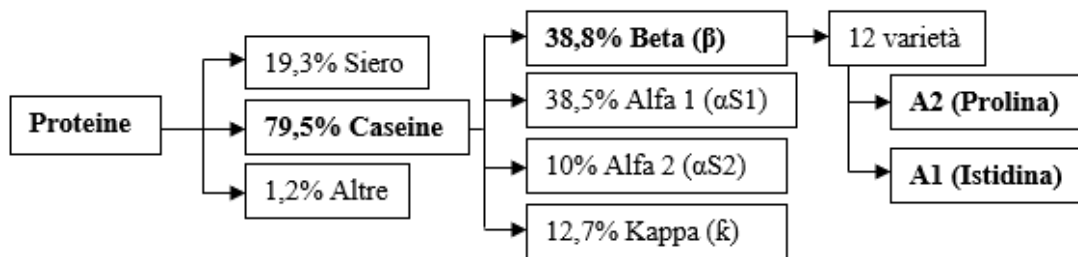 Proteine
19,3% Siero
79,5% Caseine
1,2% Altre
38,8% Beta (β)
38,5% Alfa 1 (αS1)
10% Alfa 2 (αS2)
12,7% Kappa (ƙ)
12 varietà
A2 (Prolina)
A1 (Istidina)